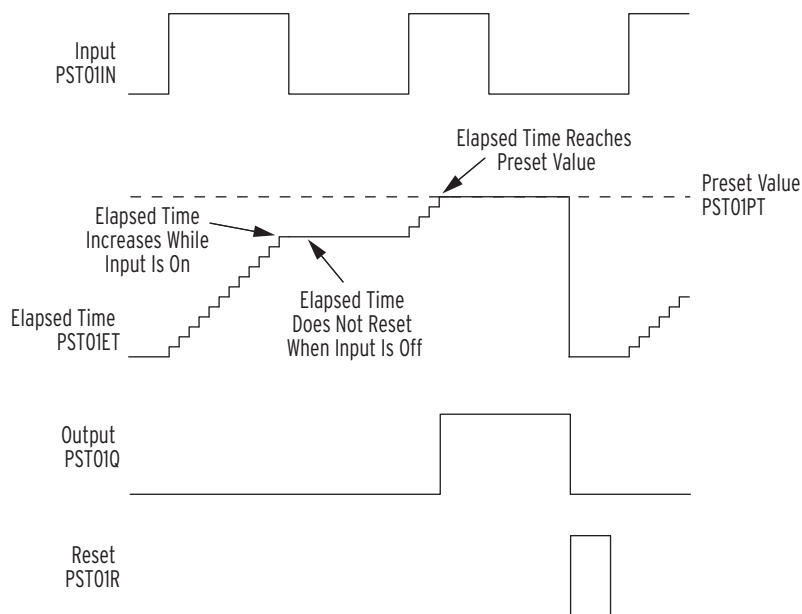 Input
PST01IN
Elapsed Time Reaches
Preset Value
Preset Value
PST01PT
Elapsed Time
Increases While
Input Is On
Elapsed Time
Does Not Reset
When Input Is Off
Elapsed Time
PST01ET
Output
PST01Q
Reset
PST01R